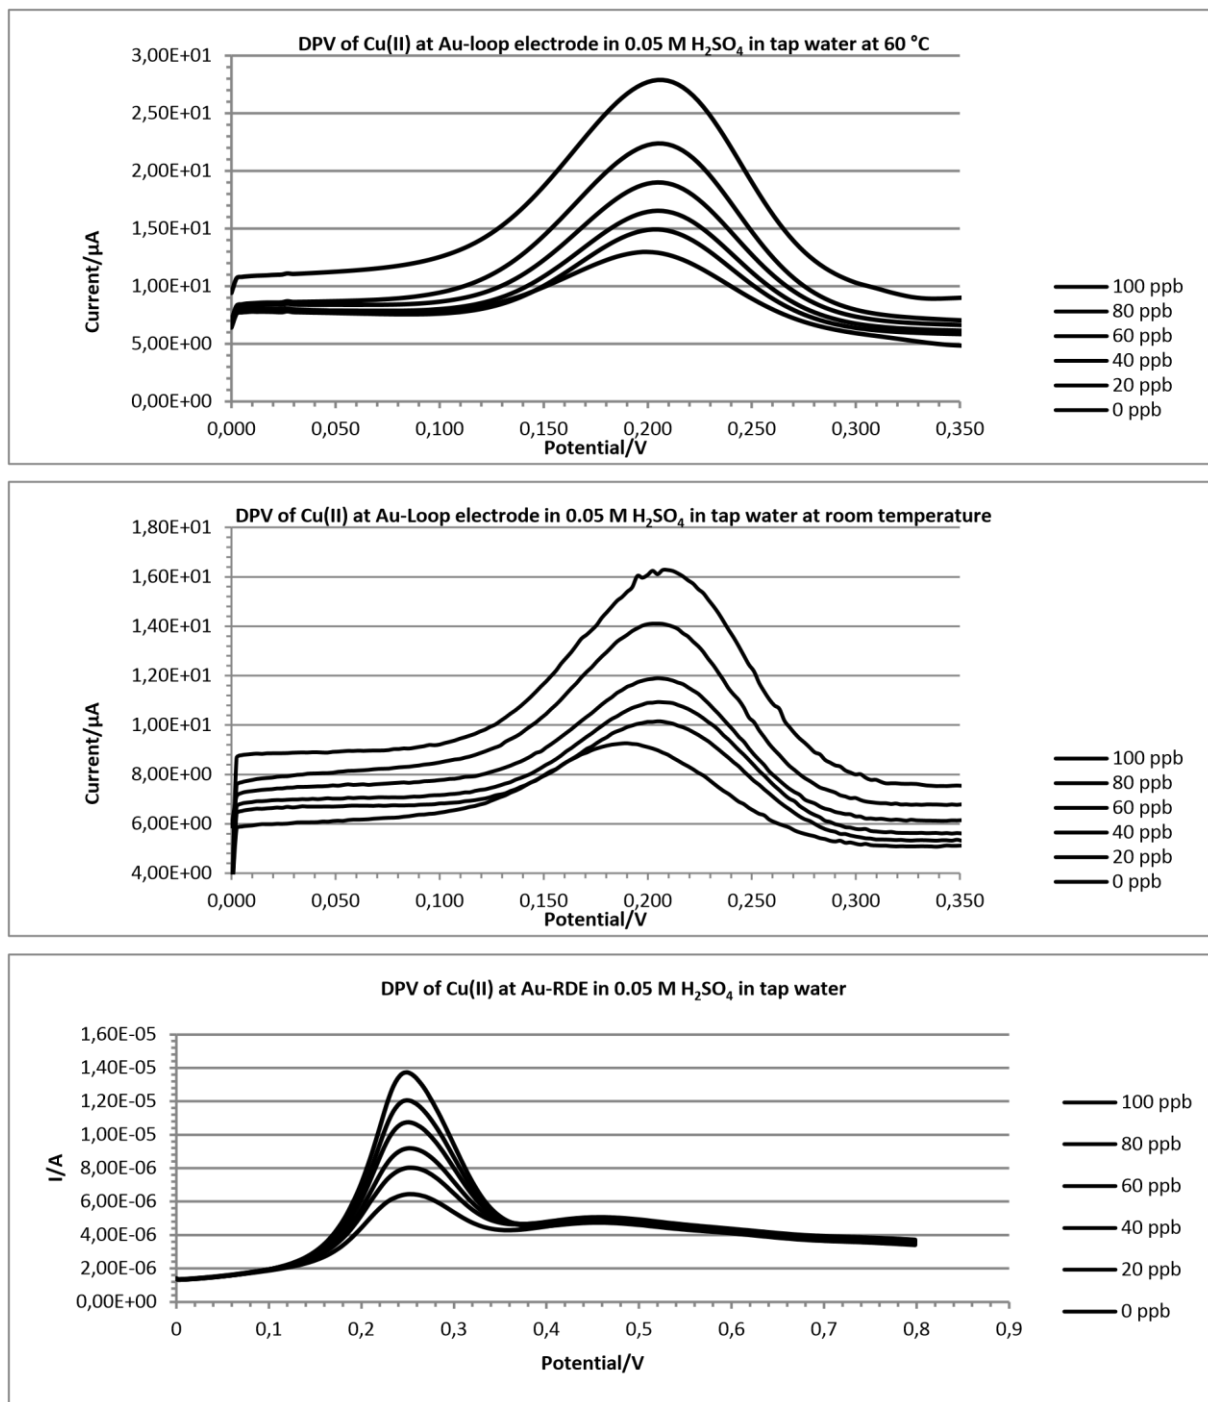 DPV of Cu(II) at Au-loop electrode in 0.05 M H₂SO₄ in tap water at 60 °C
3,00E+01
2,50E+01
2,00E+01
1,50E+01
1,00E+01
5,00E+00
0,00E+00
Current/µA
0,000 0,050 0,100 0,150 0,200 0,250 0,300 0,350
Potential/V
100 ppb
80 ppb
60 ppb
40 ppb
20 ppb
0 ppb
DPV of Cu(II) at Au-Loop electrode in 0.05 M H₂SO₄ in tap water at room temperature
1,80E+01
1,60E+01
1,40E+01
1,20E+01
1,00E+01
8,00E+00
6,00E+00
4,00E+00
Current/µA
0,000 0,050 0,100 0,150 0,200 0,250 0,300 0,350
Potential/V
100 ppb
80 ppb
60 ppb
40 ppb
20 ppb
0 ppb
DPV of Cu(II) at Au-RDE in 0.05 M H₂SO₄ in tap water
1,60E-05
1,40E-05
1,20E-05
1,00E-05
8,00E-06
6,00E-06
4,00E-06
2,00E-06
0,00E+00
I/A
0 0,1 0,2 0,3 0,4 0,5 0,6 0,7 0,8 0,9
Potential/V
100 ppb
80 ppb
60 ppb
40 ppb
20 ppb
0 ppb